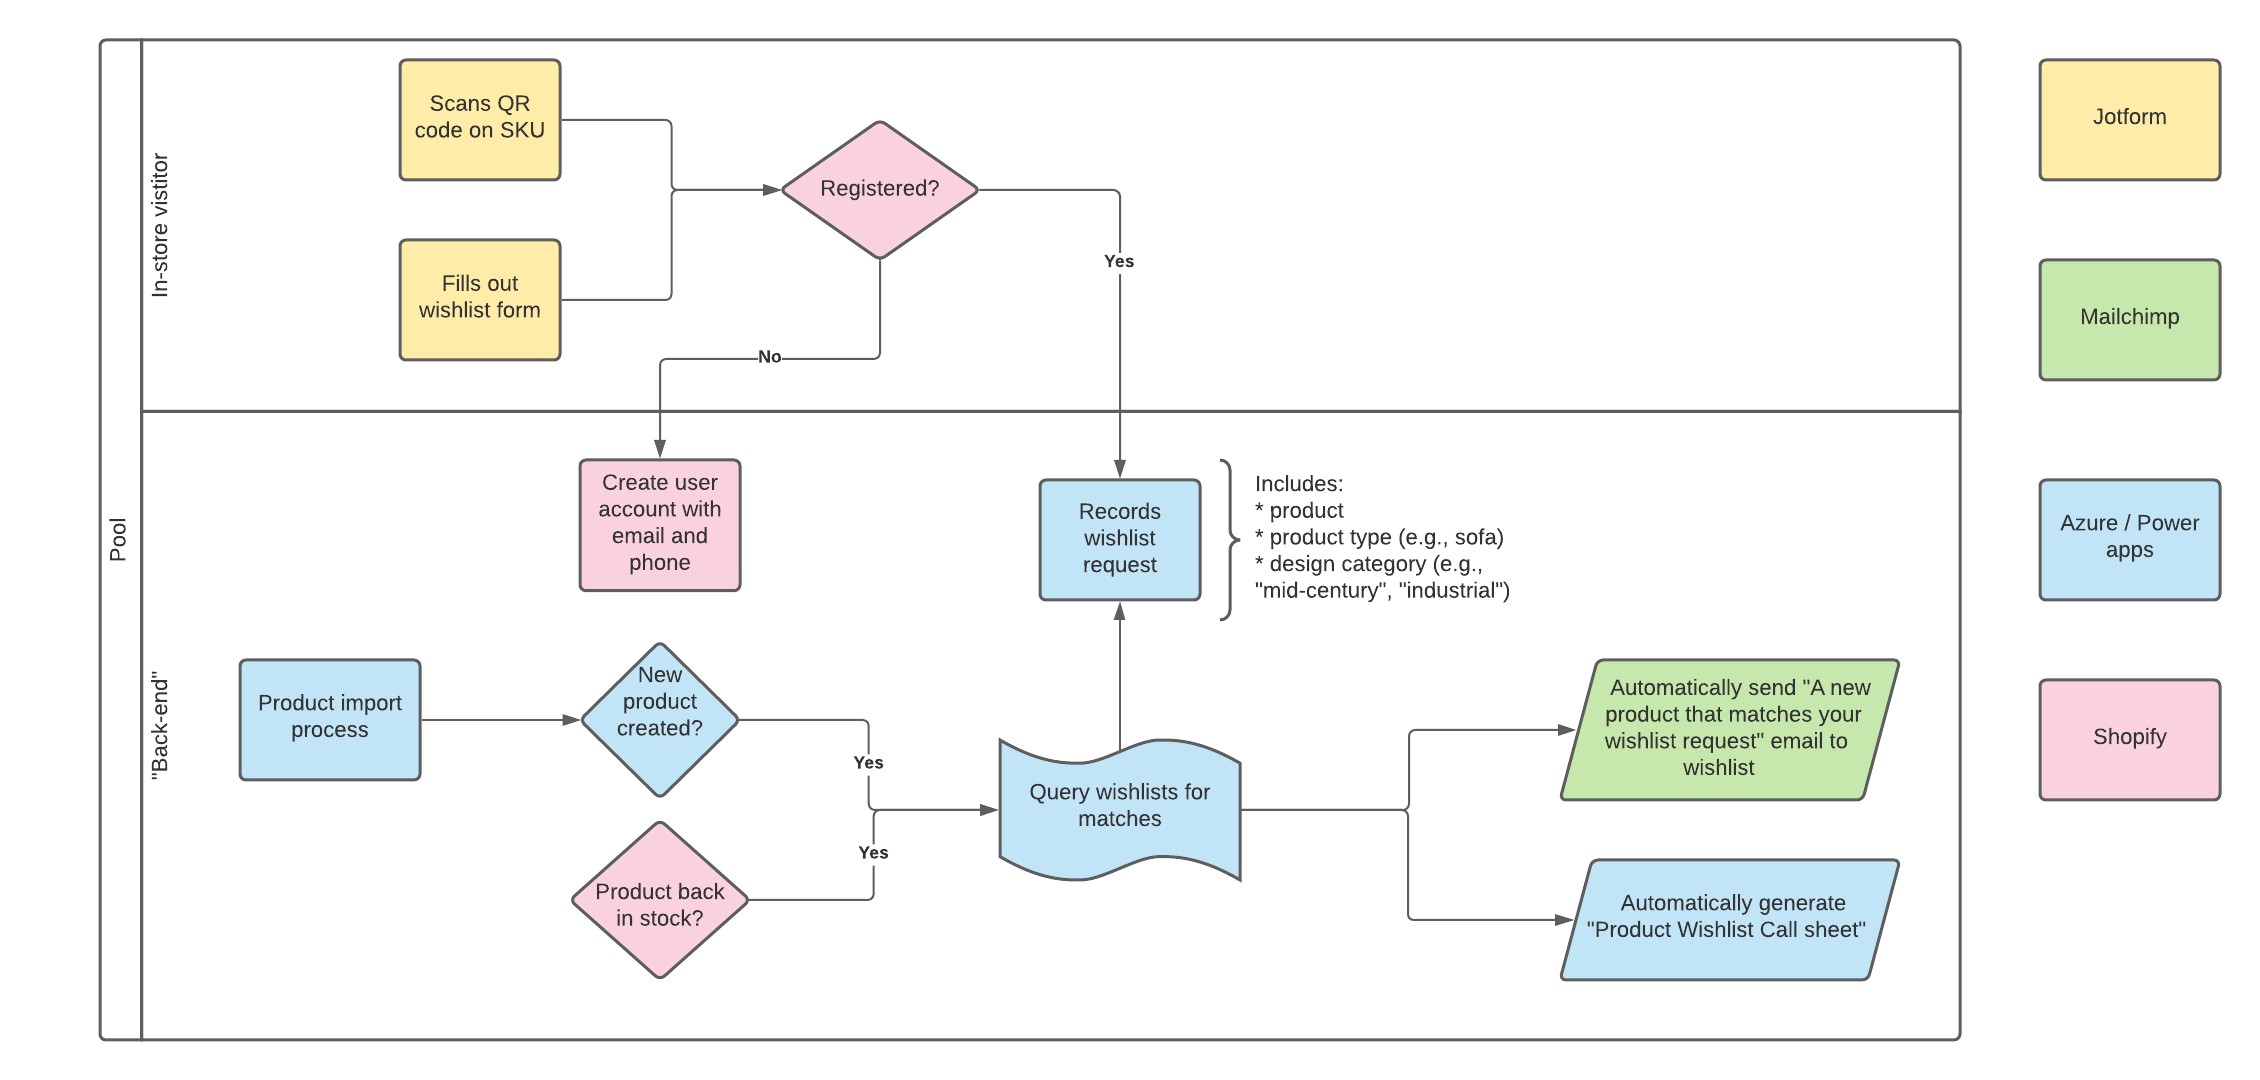 Pool
In-store vistitor
Scans QR
code on SKU
Fills out
wishlist form
Registered?
Yes
No
"Back-end"
Create user
account with
email and
phone
Records
wishlist
request
Includes:
* product
* product type (e.g., sofa)
* design category (e.g.,
"mid-century", "industrial")
Product import
process
New
product
created?
Yes
Product back
in stock?
Yes
Query wishlists for
matches
Automatically send "A new
product that matches your
wishlist request" email to
wishlist
Automatically generate
"Product Wishlist Call sheet"
Jotform
Mailchimp
Azure / Power
apps
Shopify